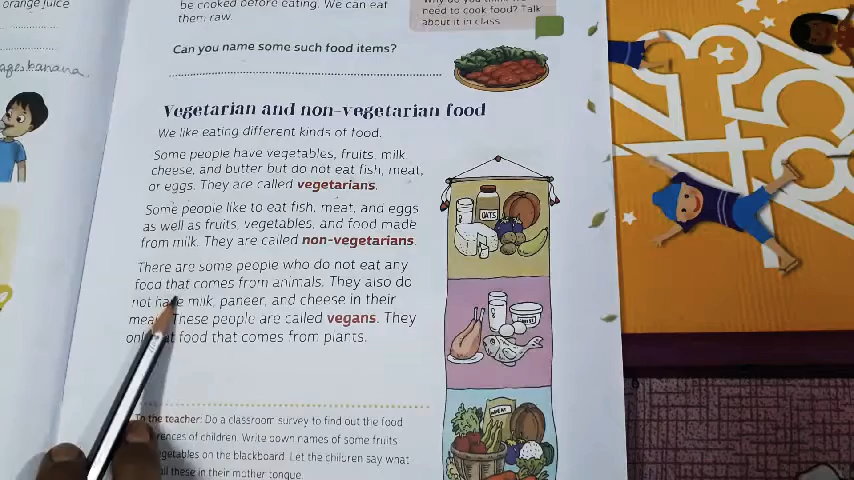 orange juice
banana
be cooked before eating. We can eat
them raw.
need to cook food? Talk
about it in class.
Can you name some such food items?
Vegetarian and non-vegetarian food
We like eating different kinds of food.
Some people have vegetables, fruits, milk
cheese, and butter but do not eat fish, meat,
or eggs. They are called vegetarians.
Some people like to eat fish, meat, and eggs
as well as fruits, vegetables, and food made
from milk. They are called non-vegetarians.
There are some people who do not eat any
food that comes from animals. They also do
not have milk, paneer, and cheese in their
These people are called vegans. They
food that comes from plants.
OATS
To the teacher: Do a classroom survey to find out the food
of children. Write down names of some fruits
on the blackboard. Let the children say what
these in their mother tongue.